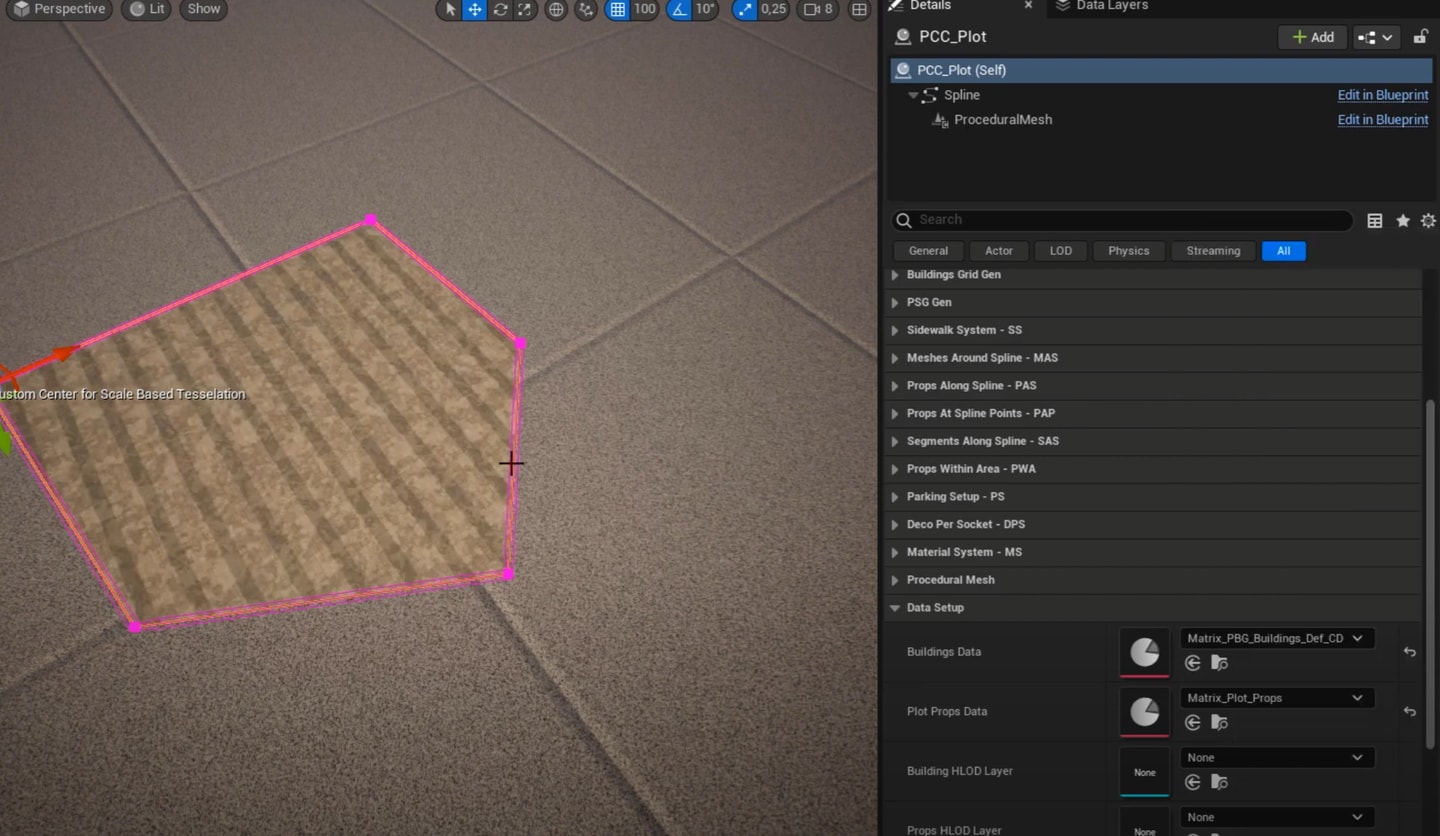 Perspective Lit Show 100 10° 0,25 8
Details Data Layers
PCC_Plot Add
PCC_Plot (Self)
Spline Edit in Blueprint
ProceduralMesh Edit in Blueprint
Search
General Actor LOD Physics Streaming All
Buildings Grid Gen
PSG Gen
Sidewalk System - SS
Meshes Around Spline - MAS
Props Along Spline - PAS
ustom Center for Scale Based Tesselation
Props At Spline Points - PAP
Segments Along Spline - SAS
Props Within Area - PWA
Parking Setup - PS
Deco Per Socket - DPS
Material System - MS
Procedural Mesh
Data Setup
Buildings Data Matrix_PBG_Buildings_Def_CD
Plot Props Data Matrix_Plot_Props
Building HLOD Layer None None
Props HLOD Layer None None